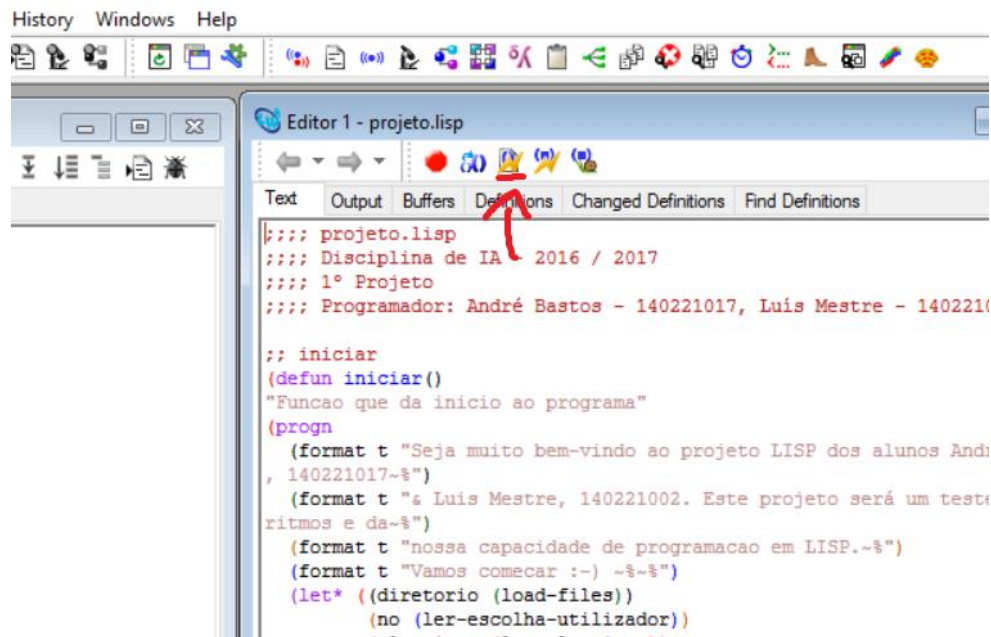 History Windows Help
Editor 1 - projeto.lisp
Text Output Buffers Definitions Changed Definitions Find Definitions
;;;; projeto.lisp
;;;; Disciplina de IA - 2016 / 2017
;;;; 1º Projeto
;;;; Programador: André Bastos - 140221017, Luís Mestre - 1402210
;; iniciar
(defun iniciar()
"Funcao que da inicio ao programa"
(progn
(format t "Seja muito bem-vindo ao projeto LISP dos alunos Andr
, 140221017~%")
(format t "& Luis Mestre, 140221002. Este projeto será um teste
ritmos e da~%")
(format t "nossa capacidade de programacao em LISP.~%")
(format t "Vamos comecar :-) ~%~%")
(let* ((diretorio (load-files))
(no (ler-escolha-utilizador))